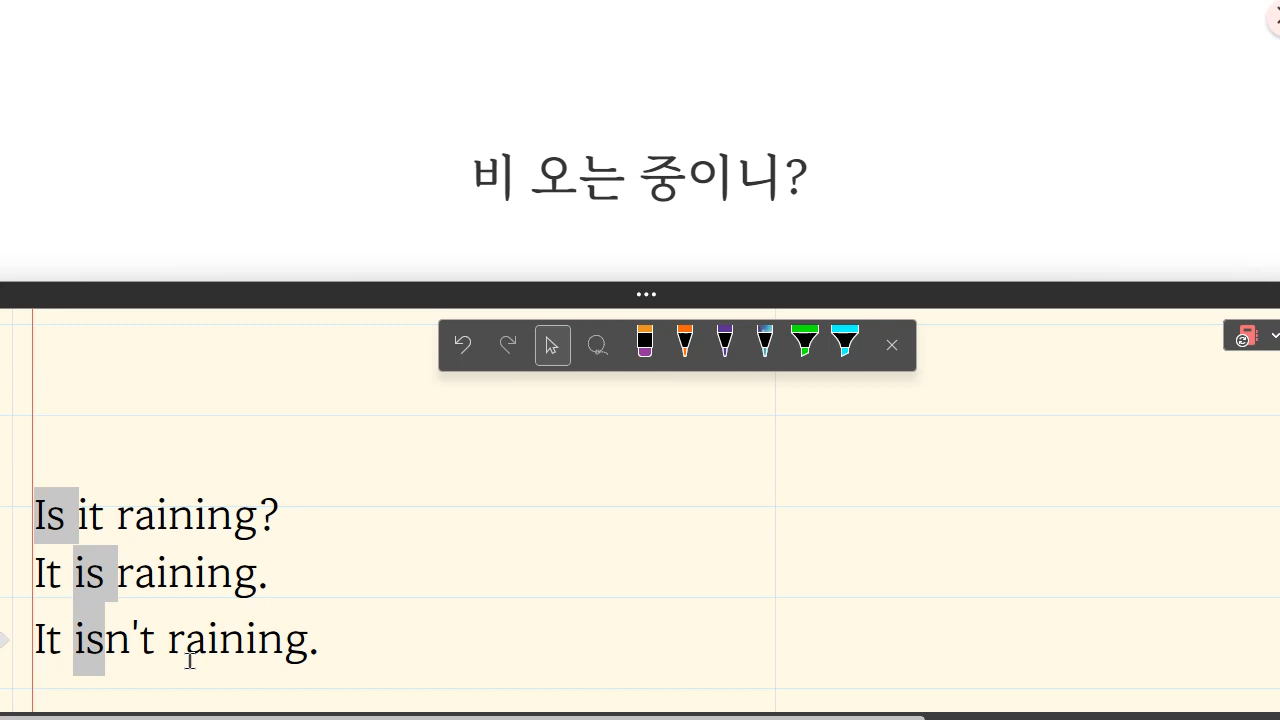 비 오는 중이니?
Is it raining?
It is raining.
It isn't raining.